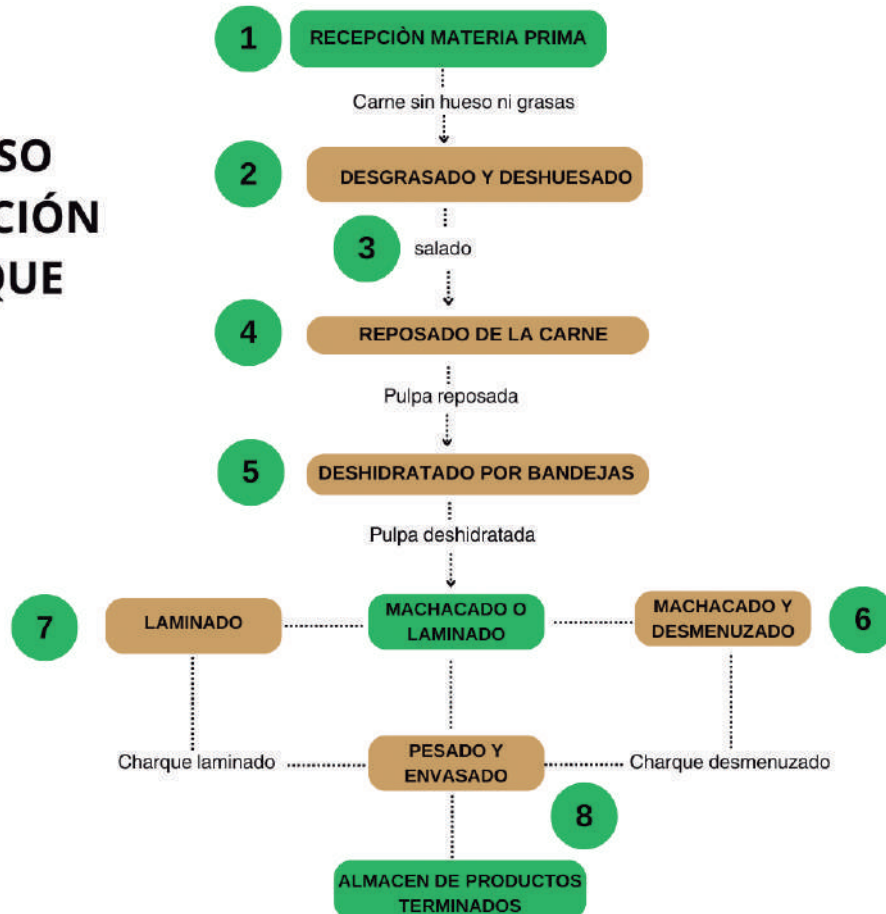 1
RECEPCIÒN MATERIA PRIMA
Carne sin hueso ni grasas
SO
CIÓN
QUE
2
DESGRASADO Y DESHUESADO
3
salado
4
REPOSADO DE LA CARNE
Pulpa reposada
5
DESHIDRATADO POR BANDEJAS
Pulpa deshidratada
7
LAMINADO
MACHACADO O
LAMINADO
MACHACADO Y
DESMENUZADO
6
Charque laminado
PESADO Y
ENVASADO
Charque desmenuzado
8
ALMACEN DE PRODUCTOS
TERMINADOS